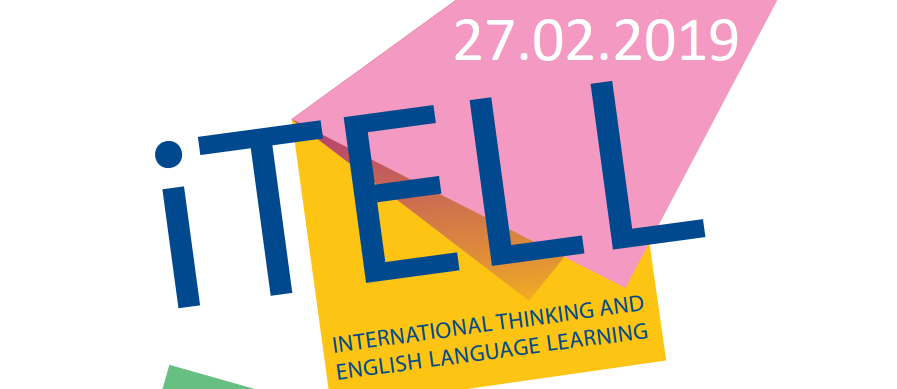 27.02.2019
iTELL
INTERNATIONAL THINKING AND
ENGLISH LANGUAGE LEARNING